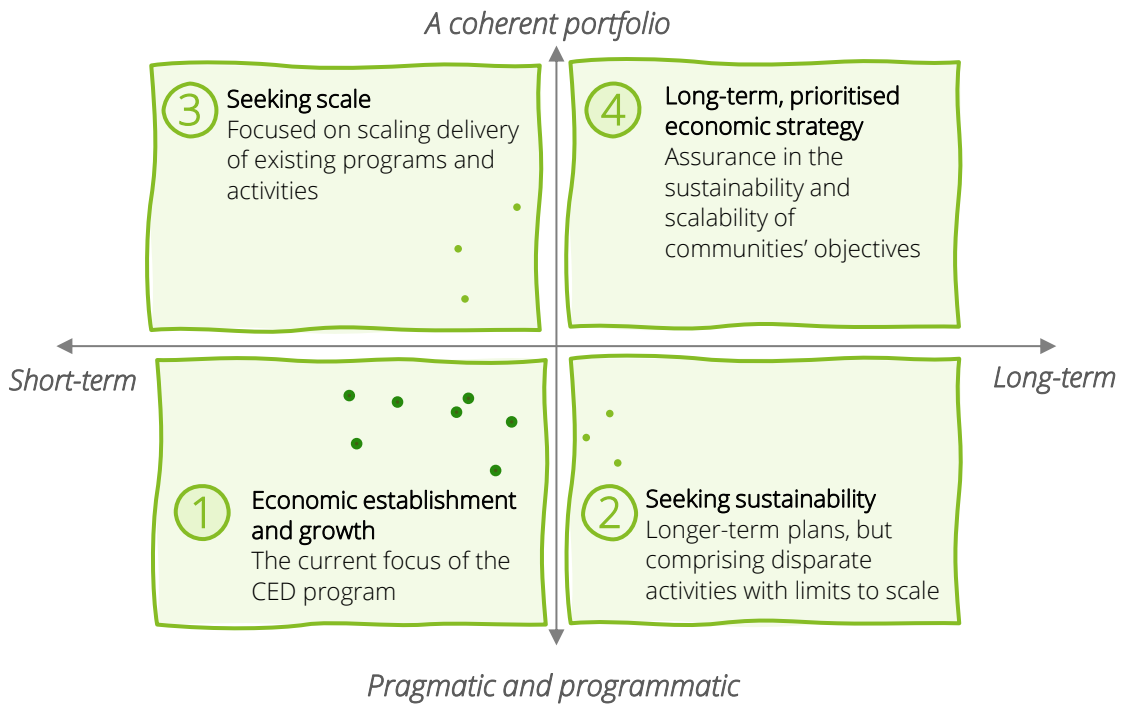 A coherent portfolio
3
Seeking scale
Focused on scaling delivery
of existing programs and
activities
4
Long-term, prioritised
economic strategy
Assurance in the
sustainability and
scalability of
communities’ objectives
Short-term
Long-term
1
Economic establishment
and growth
The current focus of the
CED program
2
Seeking sustainability
Longer-term plans, but
comprising disparate
activities with limits to scale
Pragmatic and programmatic